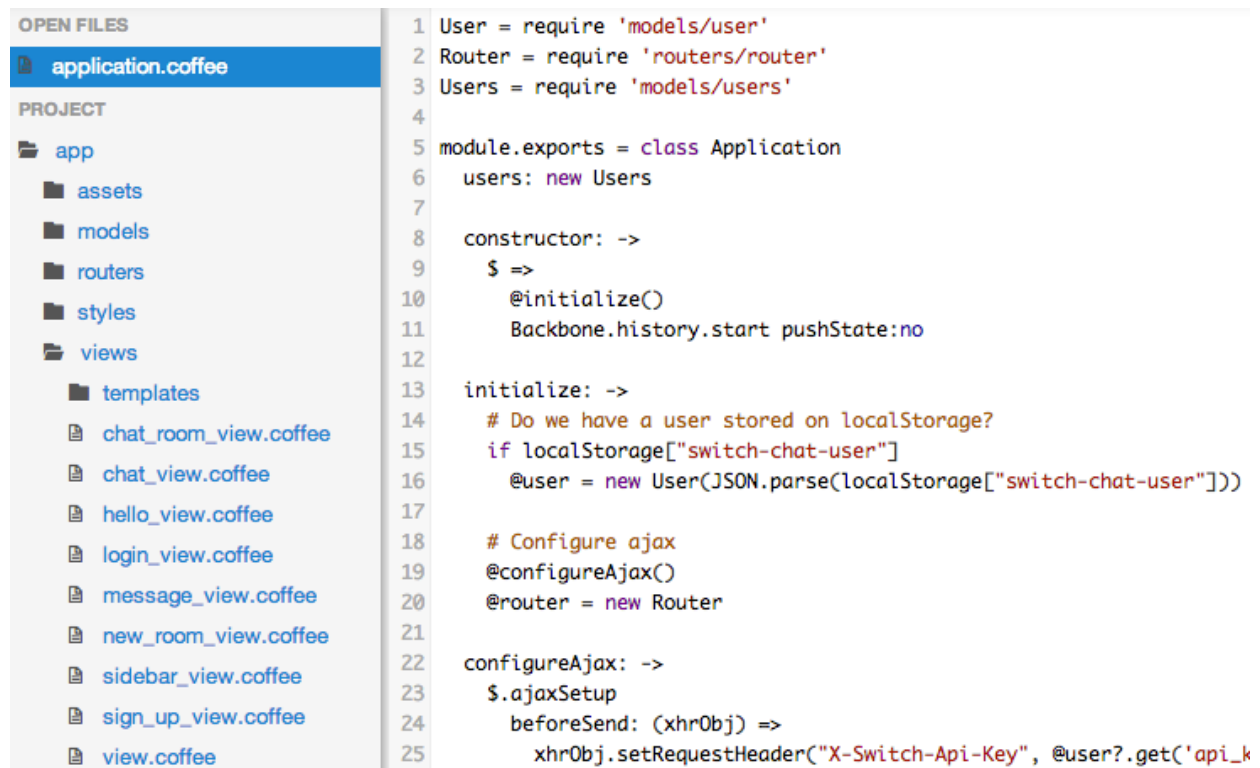 OPEN FILES
application.coffee
PROJECT
app
assets
models
routers
styles
views
templates
chat_room_view.coffee
chat_view.coffee
hello_view.coffee
login_view.coffee
message_view.coffee
new_room_view.coffee
sidebar_view.coffee
sign_up_view.coffee
view.coffee
1 User = require 'models/user'
2 Router = require 'routers/router'
3 Users = require 'models/users'
4
5 module.exports = class Application
6   users: new Users
7
8   constructor: ->
9     $ =>
10       @initialize()
11       Backbone.history.start pushState:no
12
13   initialize: ->
14     # Do we have a user stored on localStorage?
15     if localStorage["switch-chat-user"]
16       @user = new User(JSON.parse(localStorage["switch-chat-user"]))
17
18     # Configure ajax
19     @configureAjax()
20     @router = new Router
21
22   configureAjax: ->
23     $.ajaxSetup
24       beforeSend: (xhrObj) =>
25         xhrObj.setRequestHeader("X-Switch-Api-Key", @user?.get('api_k